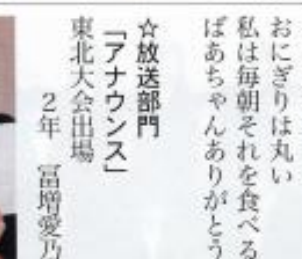 おにぎりは丸い
私は毎朝それを食べる
ばあちゃんありがとう
☆放送部門
「アナウンス」
東北大会出場
２年　冨増愛乃